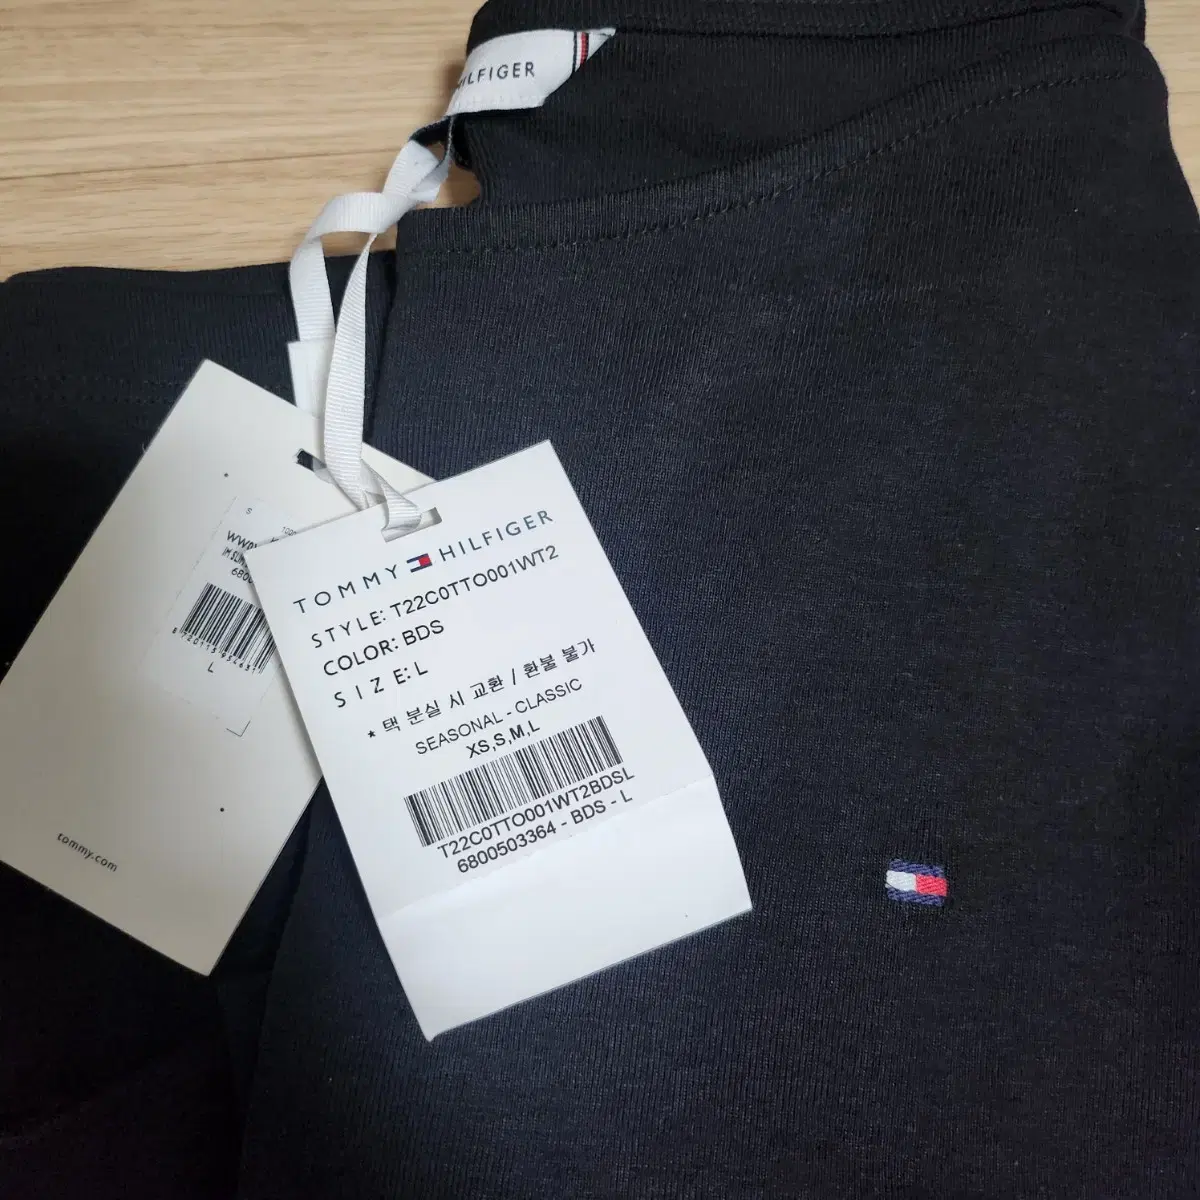 HILFIGER
TOMMY HILFIGER
STYLE: T22C0TTO001WT2
COLOR: BDS
SIZE: L
* 택 분실 시 교환 / 환불 불가
SEASONAL - CLASSIC
XS,S,M,L
T22C0TTO001WT2BDSL
6800503364 - BDS - L
S
L
tommy.com